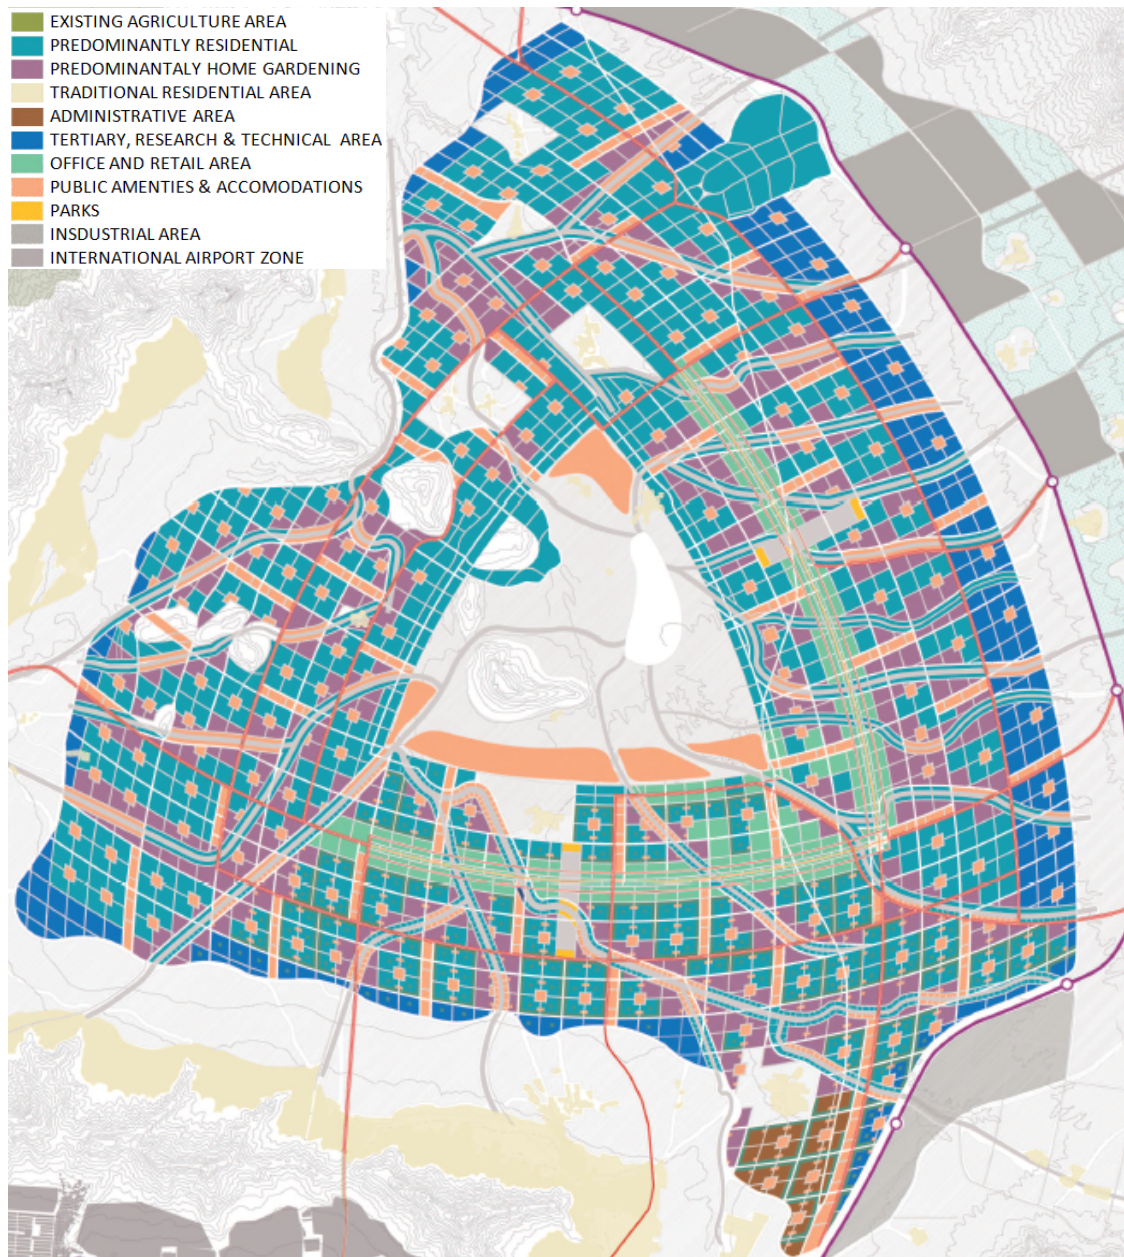 EXISTING AGRICULTURE AREA
PREDOMINANTLY RESIDENTIAL
PREDOMINANTALY HOME GARDENING
TRADITIONAL RESIDENTIAL AREA
ADMINISTRATIVE AREA
TERTIARY, RESEARCH & TECHNICAL AREA
OFFICE AND RETAIL AREA
PUBLIC AMENTIES & ACCOMODATIONS
PARKS
INSDUSTRIAL AREA
INTERNATIONAL AIRPORT ZONE